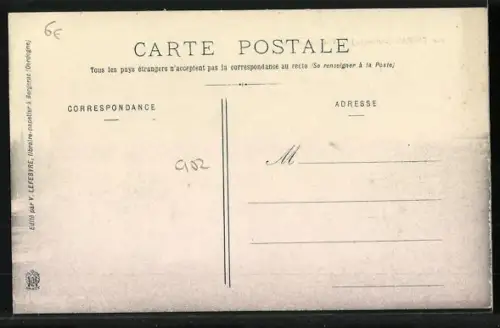 6€
CARTE POSTALE
Tous les pays étrangers n'acceptent pas la correspondance au recto (Se renseigner à la Poste)
CORRESPONDANCE
ADRESSE
M
Edité par V. LEFEBVRE, libraire-papetier à Bergerac (Dordogne)